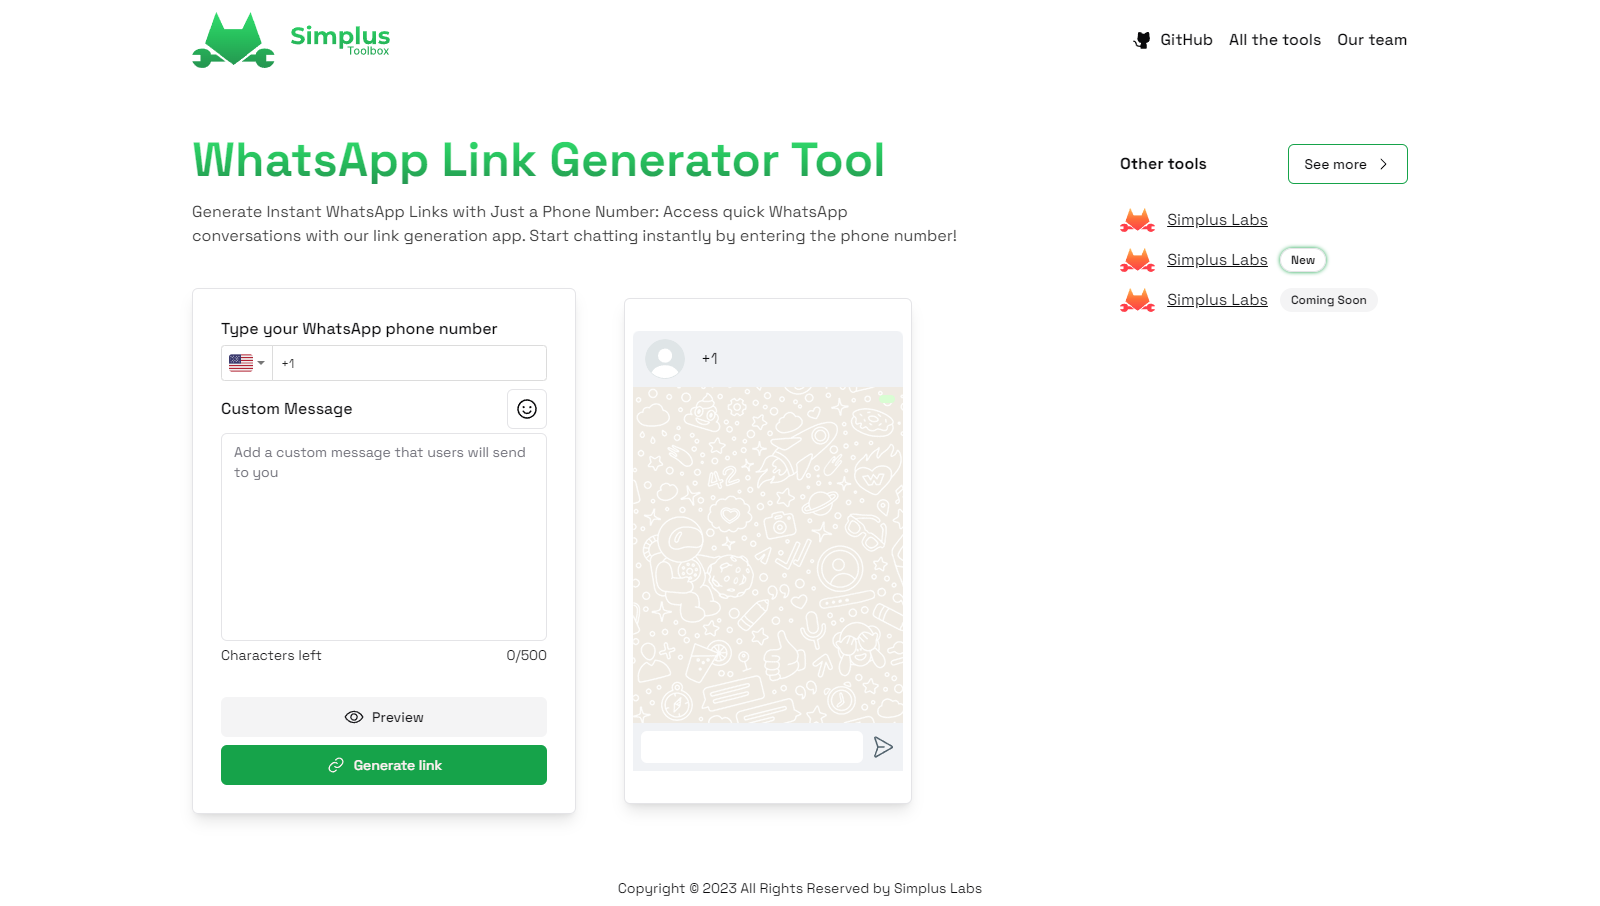 Simplus
Toolbox
GitHub
All the tools
Our team
WhatsApp Link Generator Tool
Generate Instant WhatsApp Links with Just a Phone Number: Access quick WhatsApp
conversations with our link generation app. Start chatting instantly by entering the phone number!
Other tools
See more
Simplus Labs
Simplus Labs
New
Simplus Labs
Coming Soon
Type your WhatsApp phone number
+1
Custom Message
Add a custom message that users will send
to you
Characters left
0/500
Preview
Generate link
+1
42
Copyright © 2023 All Rights Reserved by Simplus Labs